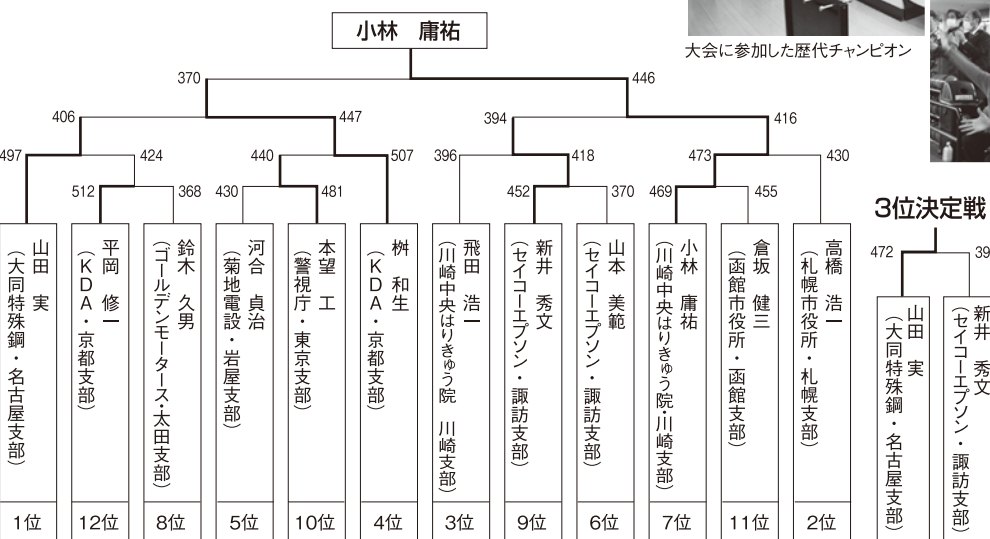 小林　庸祐
大会に参加した歴代チャンピオン
370
446
406
447
394
416
497
424
440
507
396
418
473
430
512
368
430
481
452
370
469
455
山田　実
（大同特殊鋼・名古屋支部）
1位
平岡　修一
（KDA・京都支部）
12位
鈴木　久男
（ゴールデンモータース・太田支部）
8位
河合　貞治
（菊地電設・岩屋支部）
5位
本望　工
（警視庁・東京支部）
10位
桝　和生
（KDA・京都支部）
4位
飛田　浩一
（川崎中央はりきゅう院　川崎支部）
3位
新井　秀文
（セイコーエプソン・諏訪支部）
9位
山本　美範
（セイコーエプソン・諏訪支部）
6位
小林　庸祐
（川崎中央はりきゅう院・川崎支部）
7位
倉坂　健三
（函館市役所・函館支部）
11位
高橋　浩一
（札幌市役所・札幌支部）
2位
3位決定戦
472
39
山田　実
（大同特殊鋼・名古屋支部）
新井　秀文
（セイコーエプソン・諏訪支部）